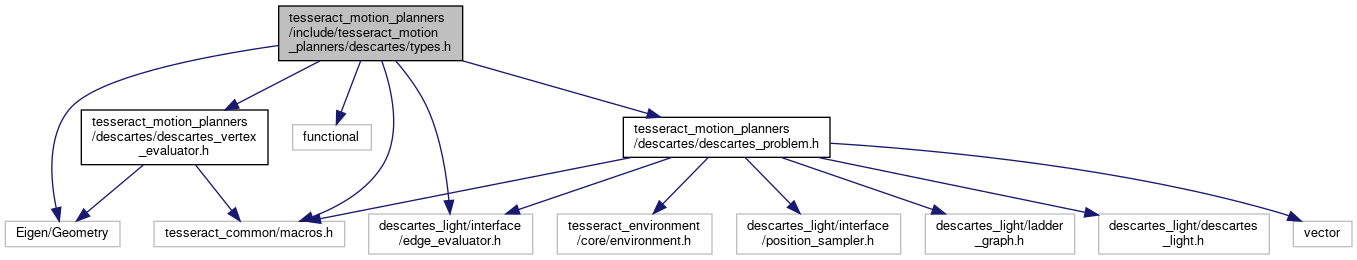 tesseract_motion_planners
/include/tesseract_motion
_planners/descartes/types.h
tesseract_motion_planners
/descartes/descartes_vertex
_evaluator.h
functional
tesseract_motion_planners
/descartes/descartes_problem.h
Eigen/Geometry
tesseract_common/macros.h
descartes_light/interface
/edge_evaluator.h
tesseract_environment
/core/environment.h
descartes_light/interface
/position_sampler.h
descartes_light/ladder
_graph.h
descartes_light/descartes
_light.h
vector